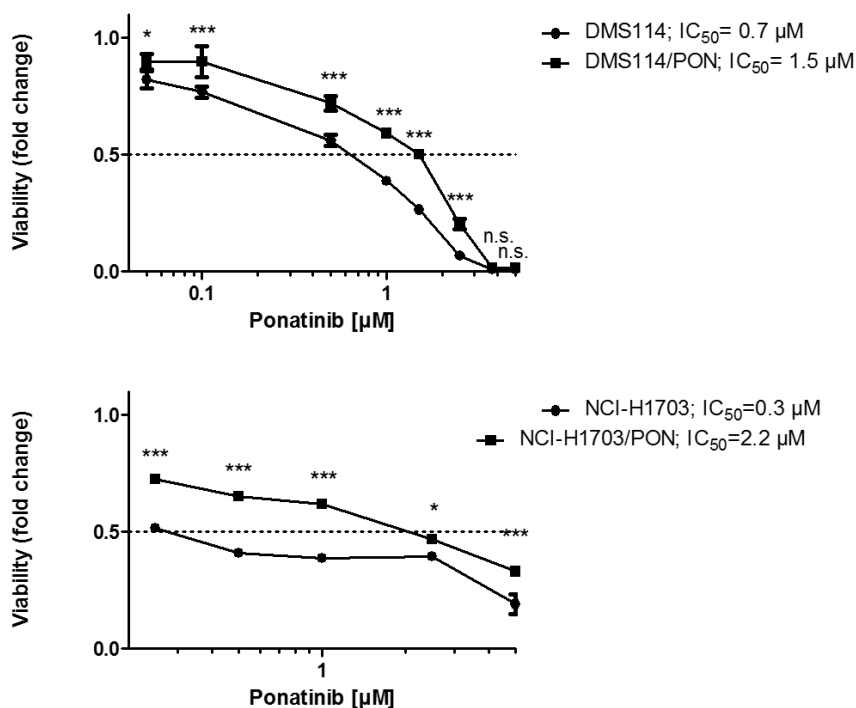 DMS114; IC50= 0.7 µM
DMS114/PON; IC50= 1.5 µM
Viability (fold change)
1.0
0.5
0.0
* *** *** *** *** *** n.s. n.s.
0.1 1
Ponatinib [µM]
NCI-H1703; IC50=0.3 µM
NCI-H1703/PON; IC50=2.2 µM
Viability (fold change)
1.0
0.5
0.0
*** *** *** * ***
1
Ponatinib [µM]